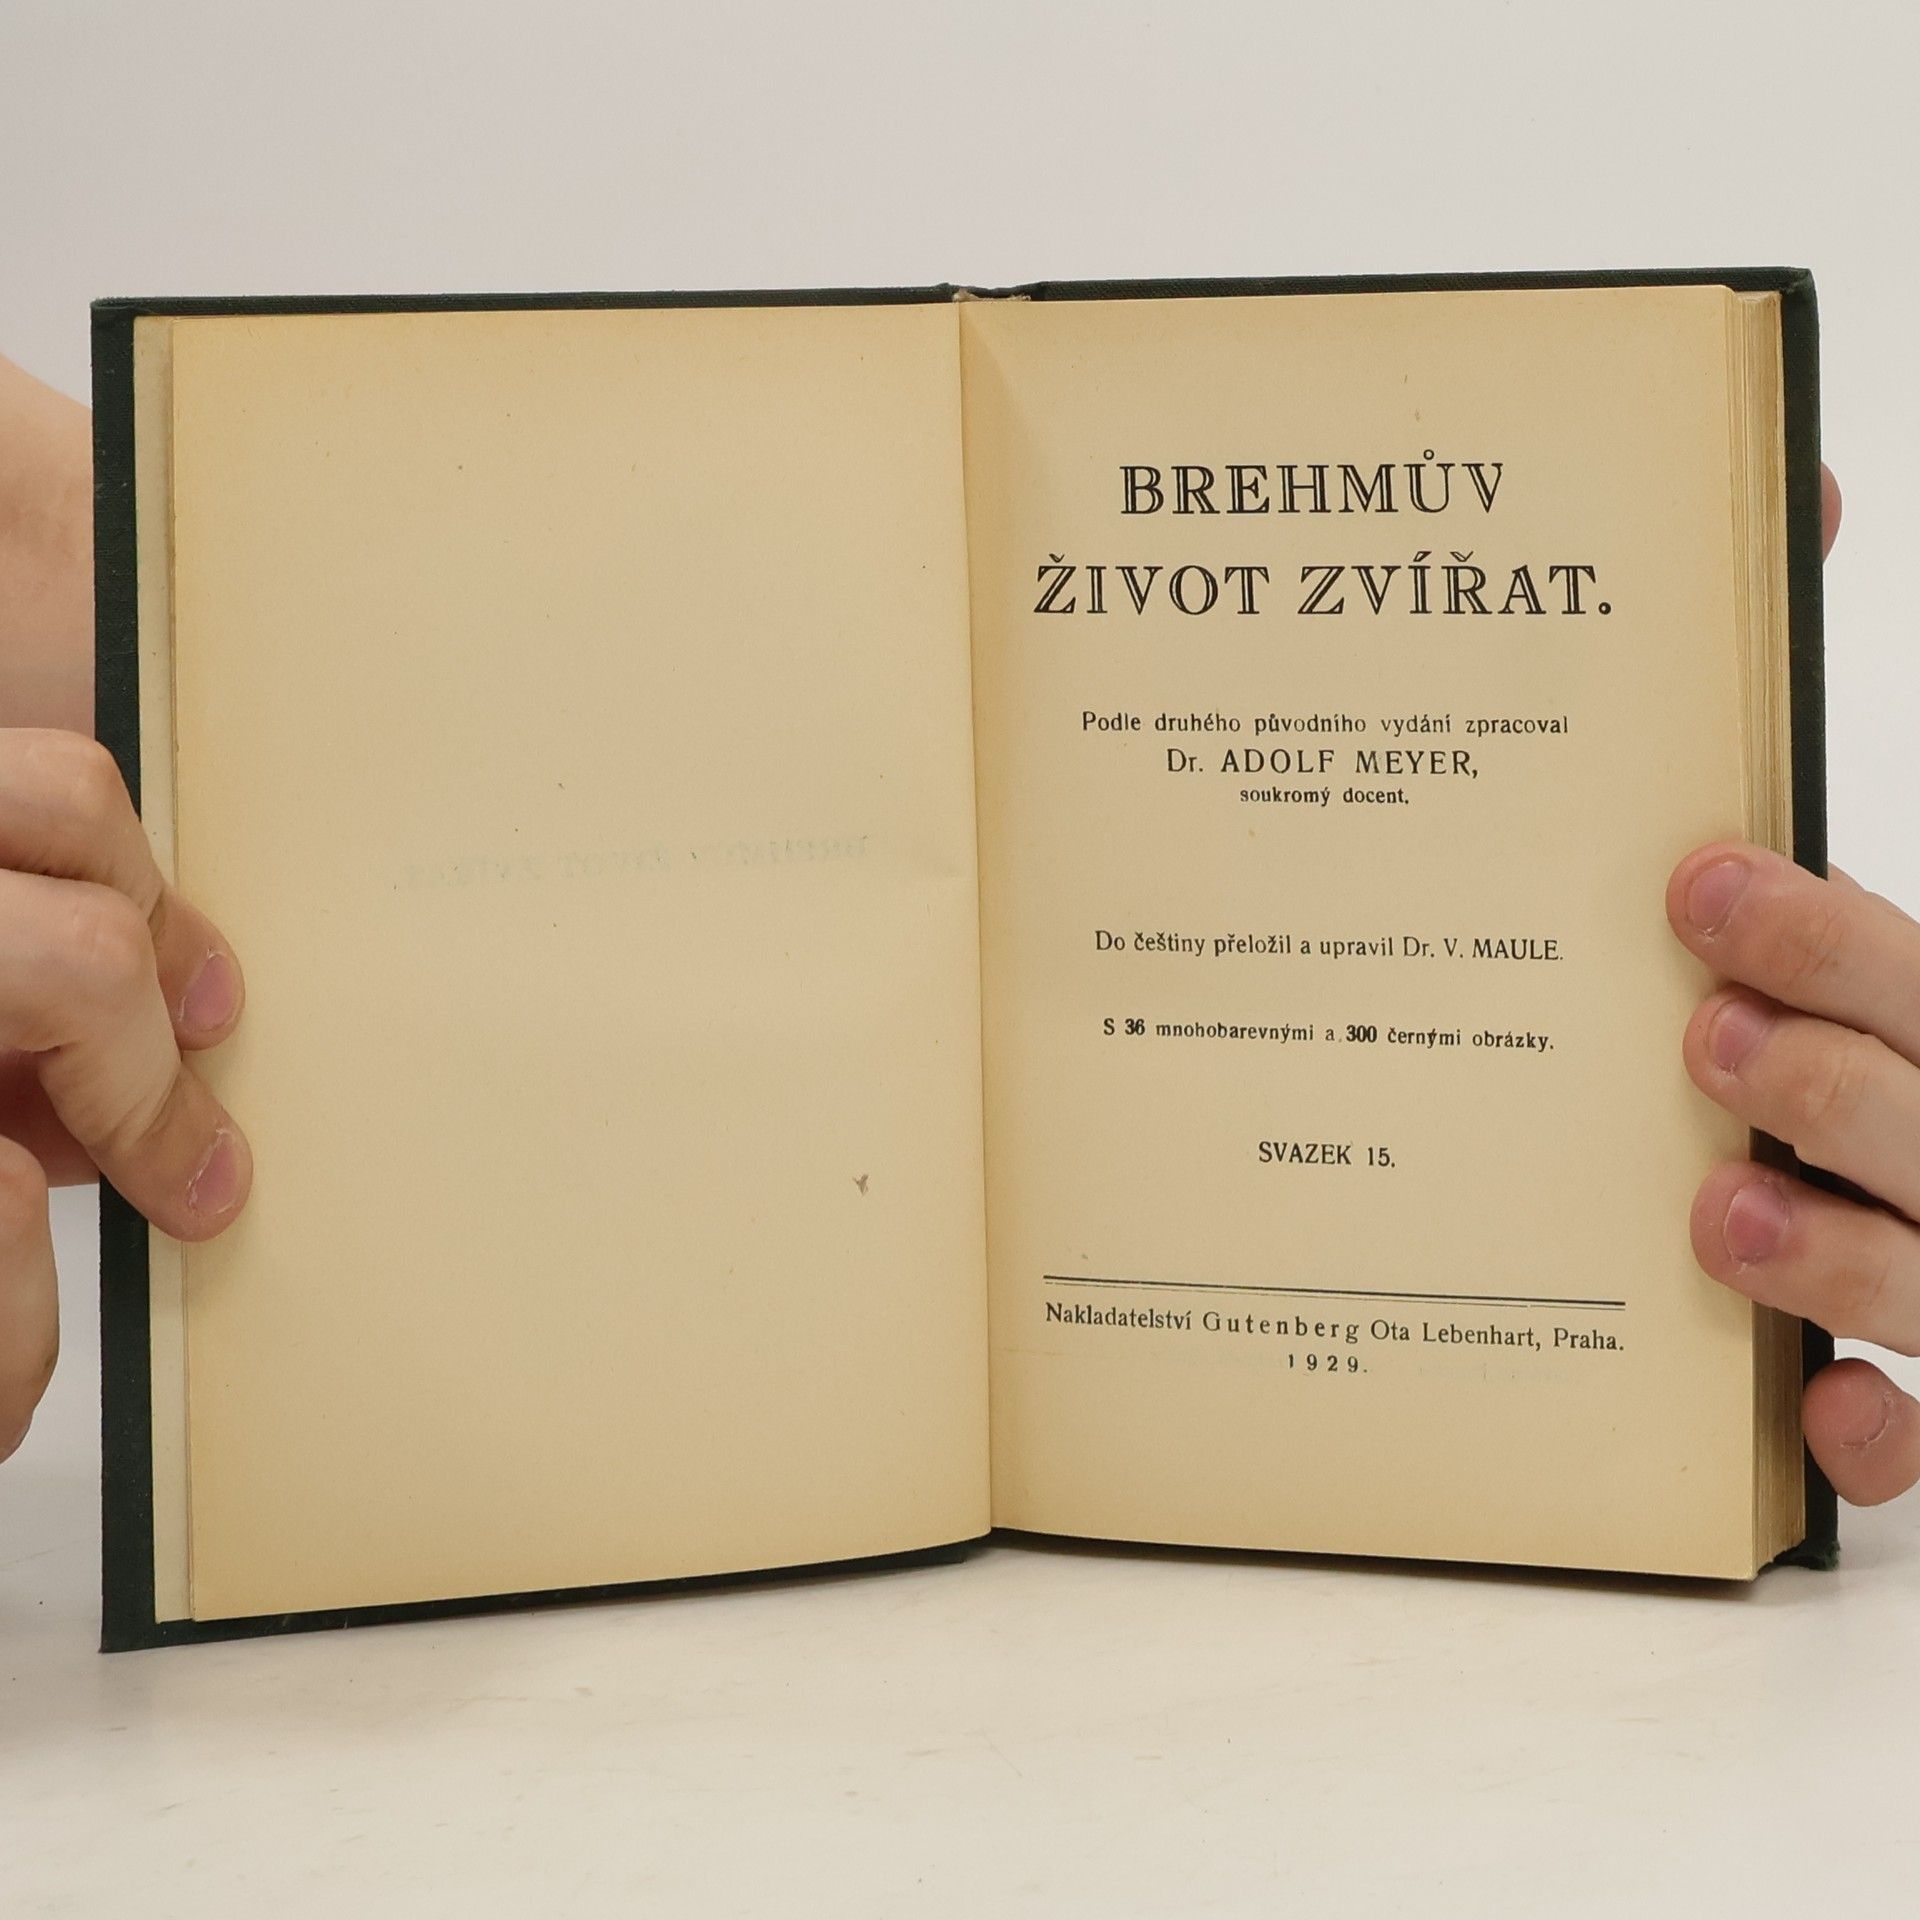 BREHMŮV
ŽIVOT ZVÍŘAT.
Podle druhého původního vydání zpracoval
Dr. ADOLF MEYER,
soukromý docent.
Do češtiny přeložil a upravil Dr. V. MAULE.
S 36 mnohobarevnými a 300 černými obrázky.
SVAZEK 15.
Nakladatelství Gutenberg Ota Lebenhart, Praha.
1929.